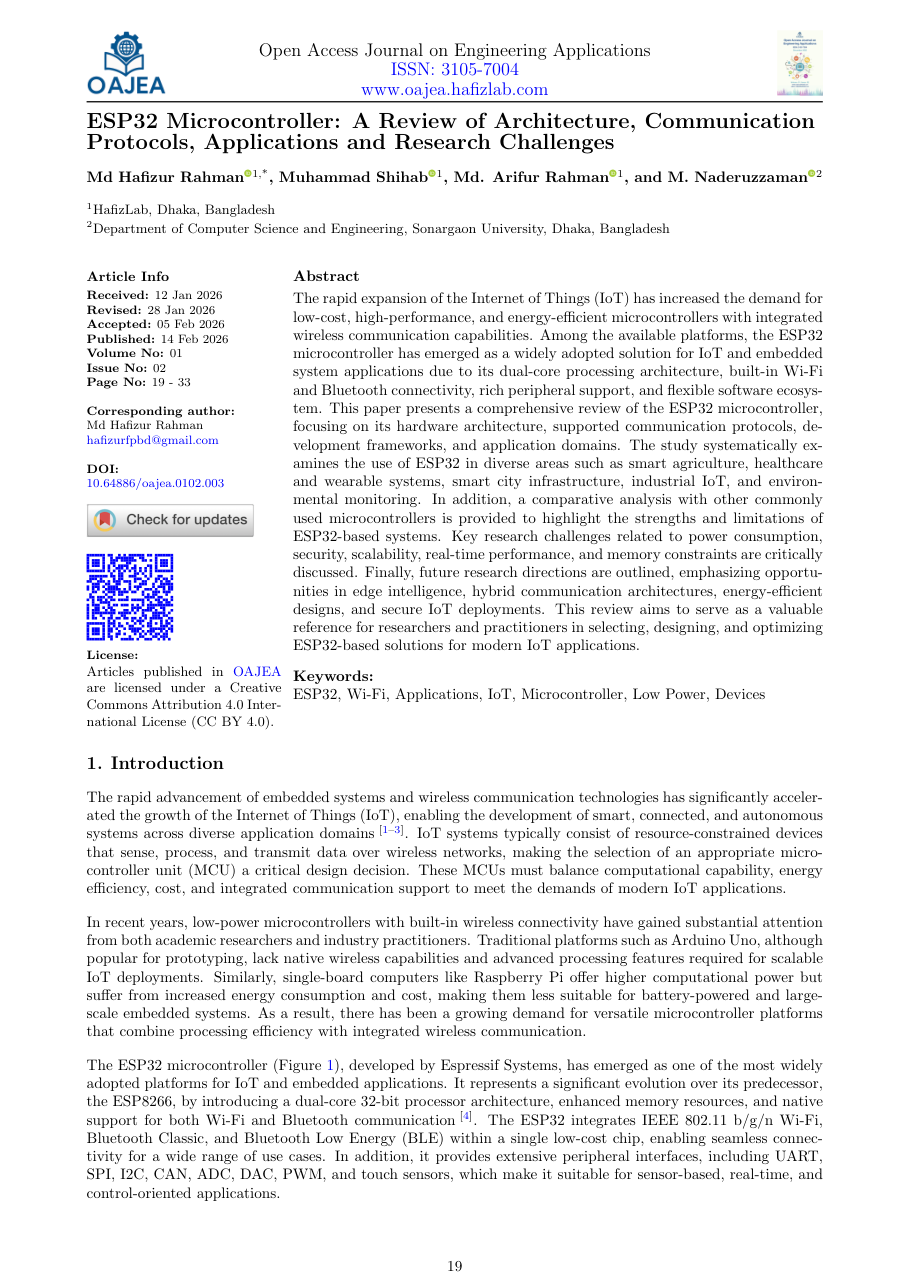 OAJEA
Open Access Journal on Engineering Applications
ISSN: 3105-7004
www.oajea.hafizlab.com
ESP32 Microcontroller: A Review of Architecture, Communication
Protocols, Applications and Research Challenges
Md Hafizur Rahman 1,*, Muhammad Shihab 1, Md. Arifur Rahman 1, and M. Naderuzzaman 2
1HafizLab, Dhaka, Bangladesh
2Department of Computer Science and Engineering, Sonargaon University, Dhaka, Bangladesh
Article Info
Received: 12 Jan 2026
Revised: 28 Jan 2026
Accepted: 05 Feb 2026
Published: 14 Feb 2026
Volume No: 01
Issue No: 02
Page No: 19 - 33
Corresponding author:
Md Hafizur Rahman
hafizurfpbd@gmail.com
DOI:
10.64886/oajea.0102.003
Check for updates
License:
Articles published in OAJEA
are licensed under a Creative
Commons Attribution 4.0 Inter-
national License (CC BY 4.0).
Abstract
The rapid expansion of the Internet of Things (IoT) has increased the demand for
low-cost, high-performance, and energy-efficient microcontrollers with integrated
wireless communication capabilities. Among the available platforms, the ESP32
microcontroller has emerged as a widely adopted solution for IoT and embedded
system applications due to its dual-core processing architecture, built-in Wi-Fi
and Bluetooth connectivity, rich peripheral support, and flexible software ecosys-
tem. This paper presents a comprehensive review of the ESP32 microcontroller,
focusing on its hardware architecture, supported communication protocols, de-
velopment frameworks, and application domains. The study systematically ex-
amines the use of ESP32 in diverse areas such as smart agriculture, healthcare
and wearable systems, smart city infrastructure, industrial IoT, and environ-
mental monitoring. In addition, a comparative analysis with other commonly
used microcontrollers is provided to highlight the strengths and limitations of
ESP32-based systems. Key research challenges related to power consumption,
security, scalability, real-time performance, and memory constraints are critically
discussed. Finally, future research directions are outlined, emphasizing opportu-
nities in edge intelligence, hybrid communication architectures, energy-efficient
designs, and secure IoT deployments. This review aims to serve as a valuable
reference for researchers and practitioners in selecting, designing, and optimizing
ESP32-based solutions for modern IoT applications.
Keywords:
ESP32, Wi-Fi, Applications, IoT, Microcontroller, Low Power, Devices
1. Introduction
The rapid advancement of embedded systems and wireless communication technologies has significantly acceler-
ated the growth of the Internet of Things (IoT), enabling the development of smart, connected, and autonomous
systems across diverse application domains [1–3]. IoT systems typically consist of resource-constrained devices
that sense, process, and transmit data over wireless networks, making the selection of an appropriate micro-
controller unit (MCU) a critical design decision. These MCUs must balance computational capability, energy
efficiency, cost, and integrated communication support to meet the demands of modern IoT applications.
In recent years, low-power microcontrollers with built-in wireless connectivity have gained substantial attention
from both academic researchers and industry practitioners. Traditional platforms such as Arduino Uno, although
popular for prototyping, lack native wireless capabilities and advanced processing features required for scalable
IoT deployments. Similarly, single-board computers like Raspberry Pi offer higher computational power but
suffer from increased energy consumption and cost, making them less suitable for battery-powered and large-
scale embedded systems. As a result, there has been a growing demand for versatile microcontroller platforms
that combine processing efficiency with integrated wireless communication.
The ESP32 microcontroller (Figure 1), developed by Espressif Systems, has emerged as one of the most widely
adopted platforms for IoT and embedded applications. It represents a significant evolution over its predecessor,
the ESP8266, by introducing a dual-core 32-bit processor architecture, enhanced memory resources, and native
support for both Wi-Fi and Bluetooth communication [4]. The ESP32 integrates IEEE 802.11 b/g/n Wi-Fi,
Bluetooth Classic, and Bluetooth Low Energy (BLE) within a single low-cost chip, enabling seamless connec-
tivity for a wide range of use cases. In addition, it provides extensive peripheral interfaces, including UART,
SPI, I2C, CAN, ADC, DAC, PWM, and touch sensors, which make it suitable for sensor-based, real-time, and
control-oriented applications.
19